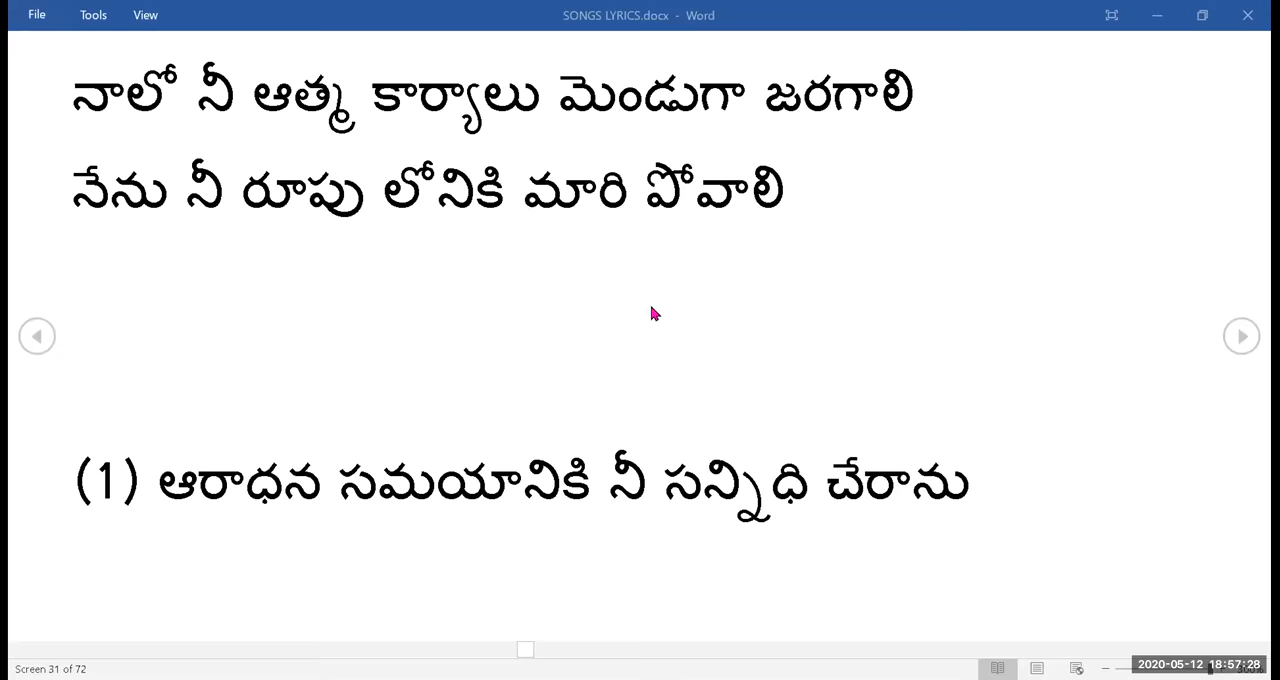 File Tools View SONGS LYRICS.docx - Word
నాలో నీ ఆత్మ కార్యాలు మెండుగా జరగాలి
నేను నీ రూపు లోనికి మారి పోవాలి
(1) ఆరాధన సమయానికి నీ సన్నిధి చేరాను
Screen 31 of 72
2020-05-12 18:57:28